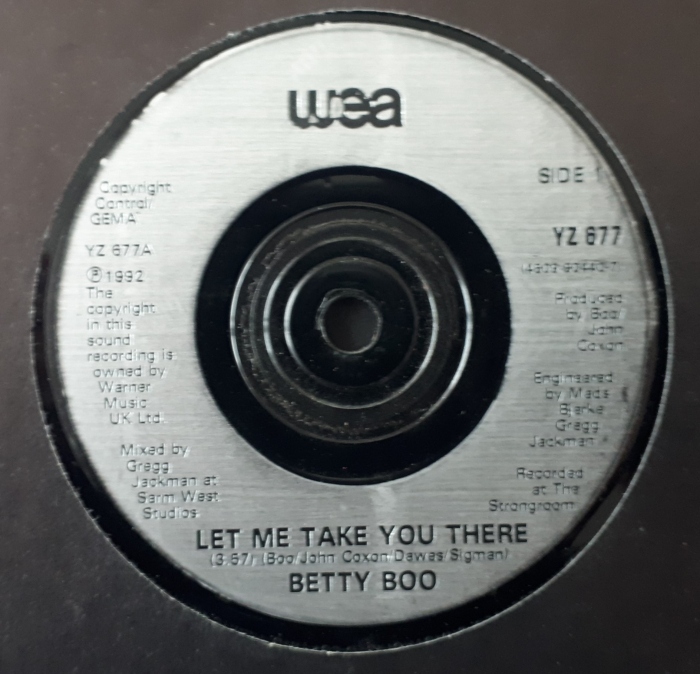 wea
SIDE 1
Copyright
Control/
GEMA
YZ 677A
℗ 1992
The
copyright
in this
sound
recording is
owned by
Warner
Music
UK Ltd.
Mixed by
Gregg
Jackman at
Sarm West
Studios
YZ 677
Produced
by Boo/
John
Coxon
Engineered
by Mads
Bjerke
Gregg
Jackman
Recorded
at The
Strongroom
LET ME TAKE YOU THERE
(3:57) (Boo/John Coxon/Dawes/Sigman)
BETTY BOO